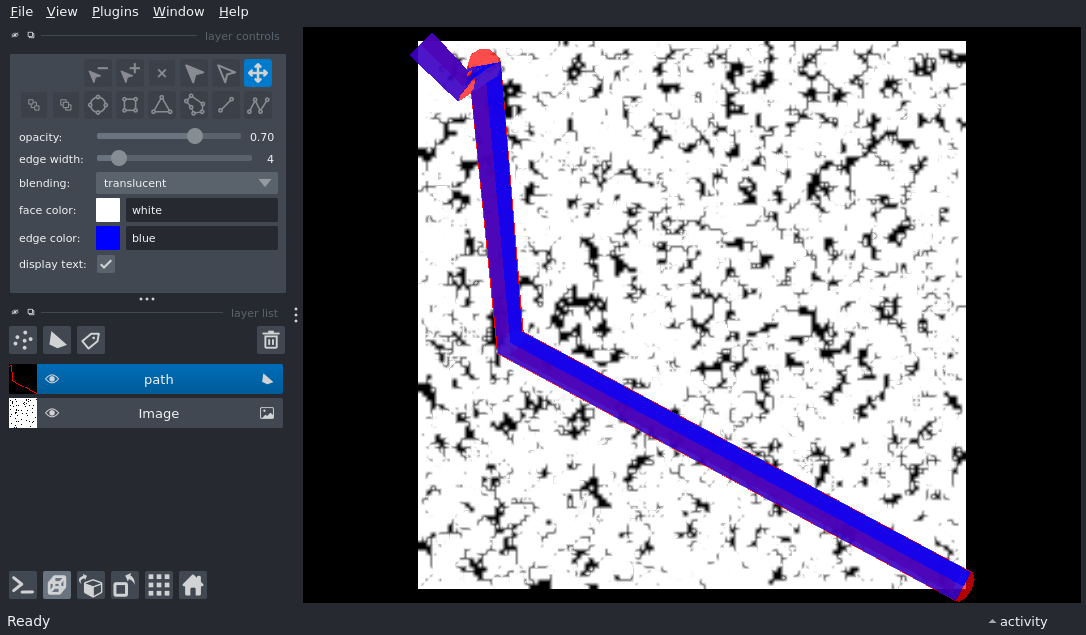 File View Plugins Window Help
layer controls
opacity: 0.70
edge width: 4
blending: translucent
face color: white
edge color: blue
display text:
layer list
path
Image
Ready
activity